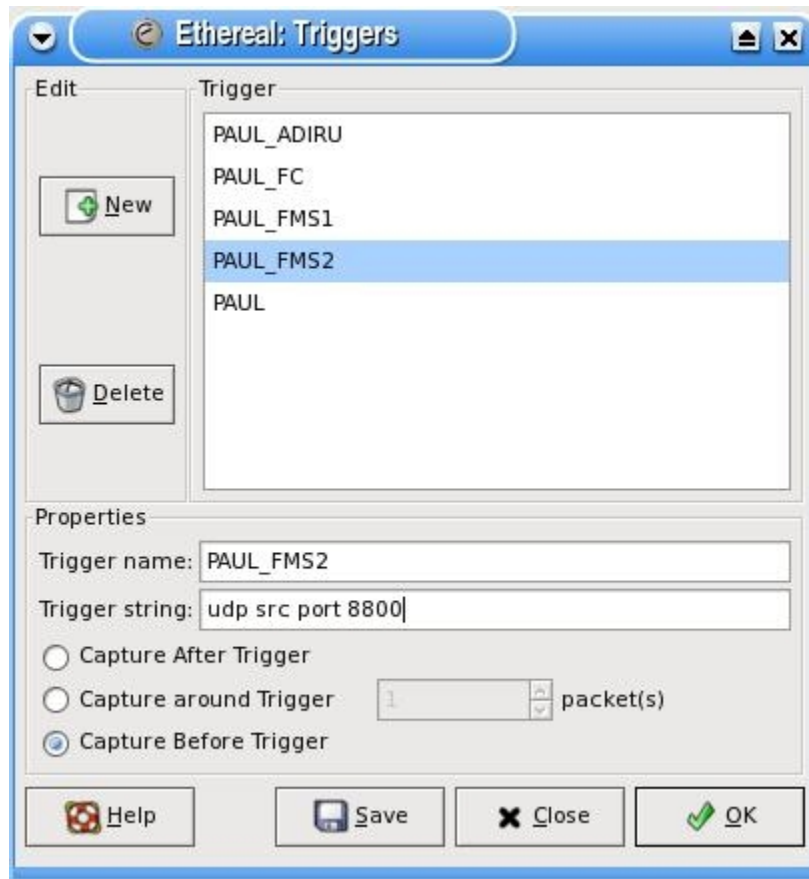 Ethereal: Triggers
Edit
Trigger
New
Delete
PAUL_ADIRU
PAUL_FC
PAUL_FMS1
PAUL_FMS2
PAUL
Properties
Trigger name: PAUL_FMS2
Trigger string: udp src port 8800
Capture After Trigger
Capture around Trigger 1 packet(s)
Capture Before Trigger
Help Save Close OK